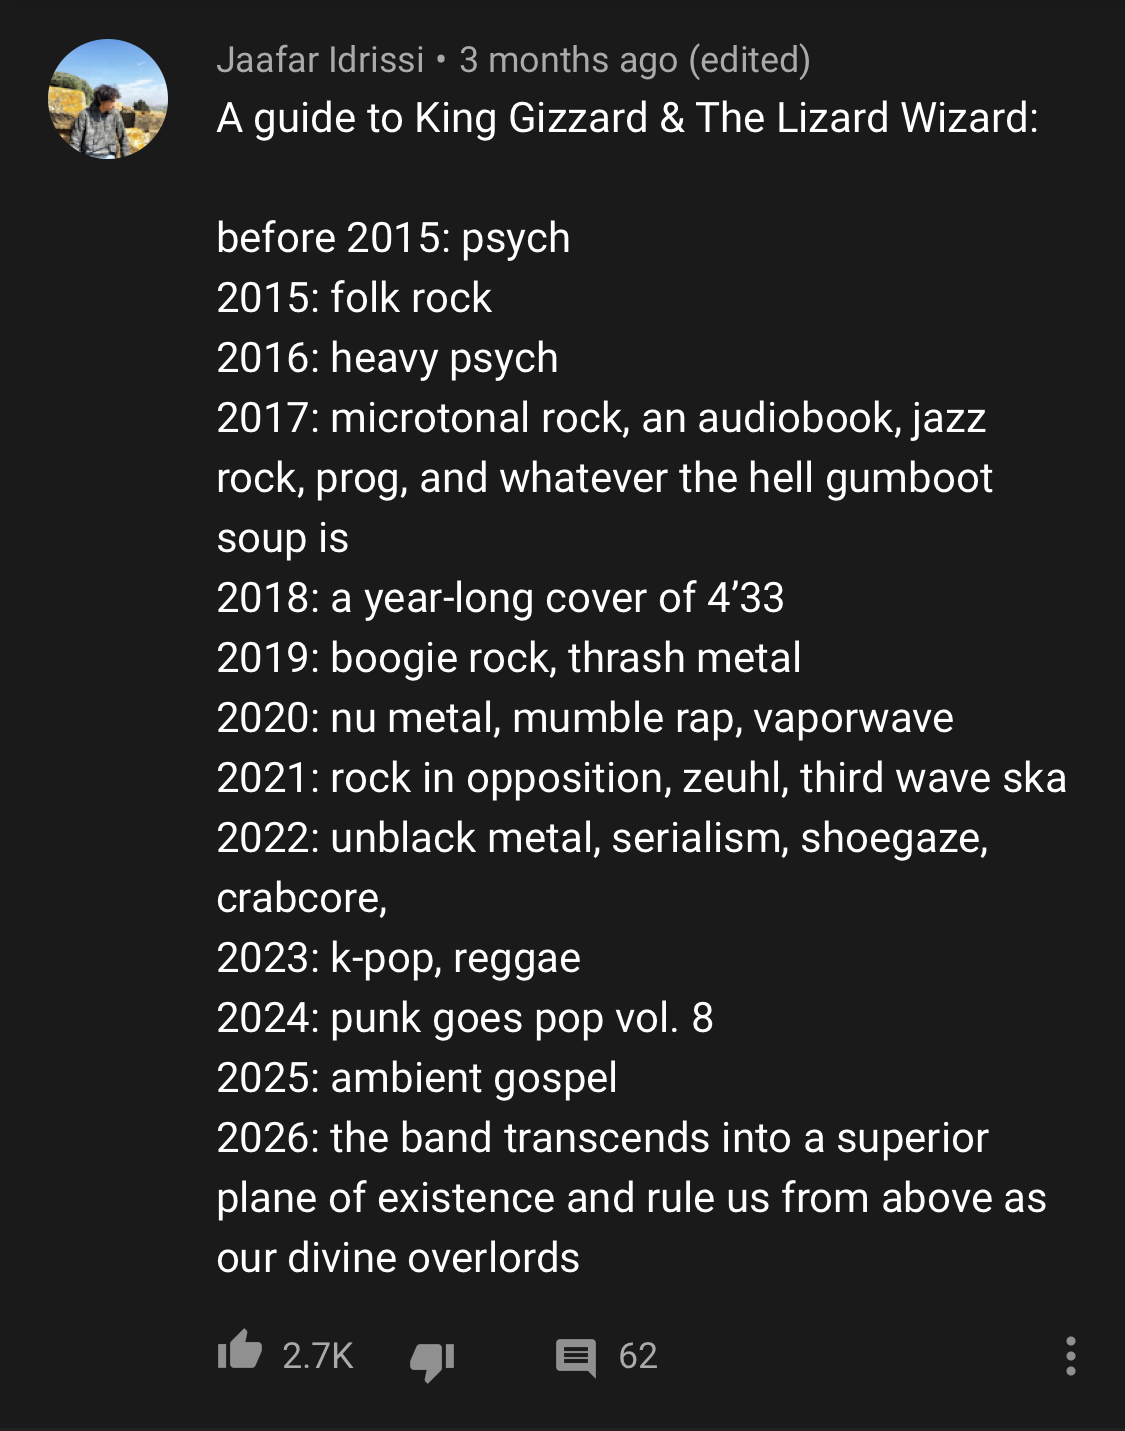 Jaafar Idrissi • 3 months ago (edited)
A guide to King Gizzard & The Lizard Wizard:
before 2015: psych
2015: folk rock
2016: heavy psych
2017: microtonal rock, an audiobook, jazz
rock, prog, and whatever the hell gumboot
soup is
2018: a year-long cover of 4’33
2019: boogie rock, thrash metal
2020: nu metal, mumble rap, vaporwave
2021: rock in opposition, zeuhl, third wave ska
2022: unblack metal, serialism, shoegaze,
crabcore,
2023: k-pop, reggae
2024: punk goes pop vol. 8
2025: ambient gospel
2026: the band transcends into a superior
plane of existence and rule us from above as
our divine overlords
2.7K 62